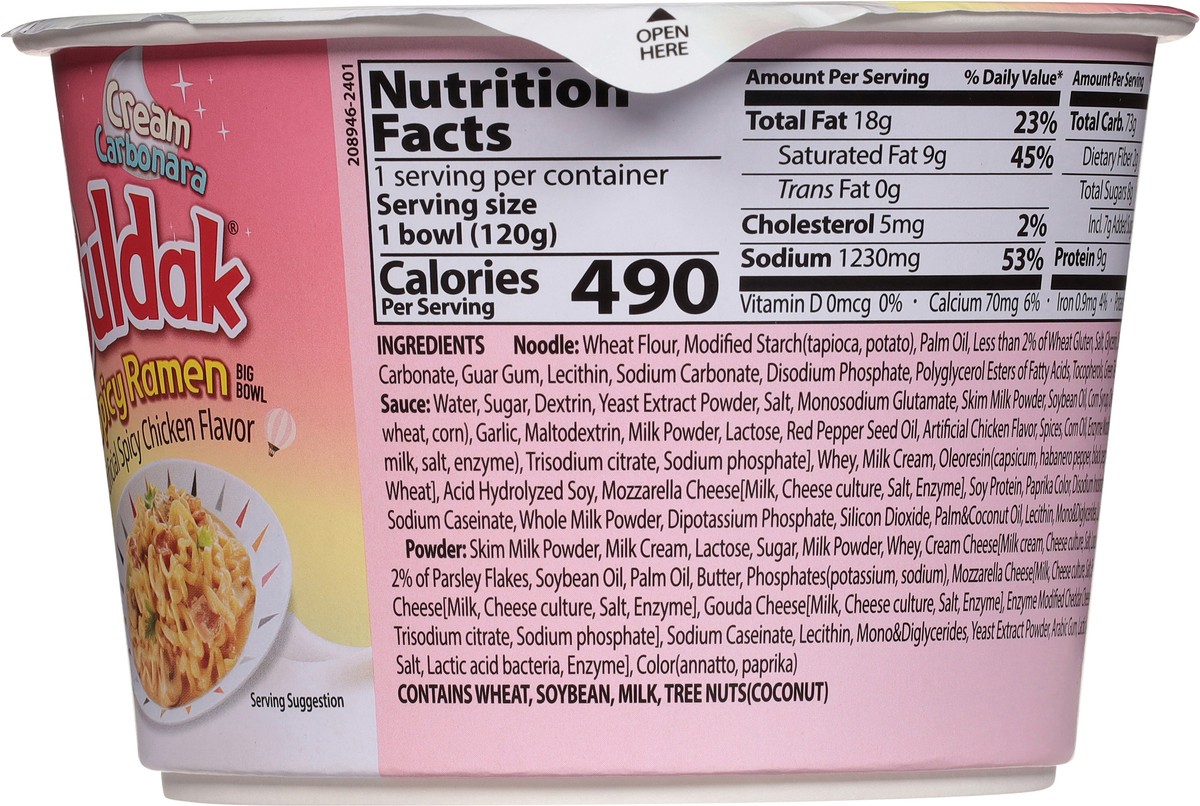 OPEN
HERE
Cream
Carbonara
uldak®
Spicy Ramen BIG
BOWL
Spicy Chicken Flavor
Serving Suggestion
208946-2401
Nutrition
Facts
1 serving per container
Serving size
1 bowl (120g)
Calories 490
Per Serving
Amount Per Serving % Daily Value*
Total Fat 18g 23%
Saturated Fat 9g 45%
Trans Fat 0g
Cholesterol 5mg 2%
Sodium 1230mg 53%
Amount Per Serving
Total Carb. 73g
Dietary Fiber
Total Sugars 8g
Incl. 7g Added
Protein 9g
Vitamin D 0mcg 0% • Calcium 70mg 6% • Iron 0.9mg 4% •
INGREDIENTS Noodle: Wheat Flour, Modified Starch(tapioca, potato), Palm Oil, Less than 2% of Wheat Gluten, Salt,
Carbonate, Guar Gum, Lecithin, Sodium Carbonate, Disodium Phosphate, Polyglycerol Esters of Fatty Acids,
Sauce: Water, Sugar, Dextrin, Yeast Extract Powder, Salt, Monosodium Glutamate, Skim Milk Powder, Soybean Oil, Corn
wheat, corn), Garlic, Maltodextrin, Milk Powder, Lactose, Red Pepper Seed Oil, Artificial Chicken Flavor, Spices, Corn Oil,
milk, salt, enzyme), Trisodium citrate, Sodium phosphate], Whey, Milk Cream, Oleoresin(capsicum, habanero pepper,
Wheat], Acid Hydrolyzed Soy, Mozzarella Cheese[Milk, Cheese culture, Salt, Enzyme], Soy Protein, Paprika Color,
Sodium Caseinate, Whole Milk Powder, Dipotassium Phosphate, Silicon Dioxide, Palm&Coconut Oil, Lecithin,
Powder: Skim Milk Powder, Milk Cream, Lactose, Sugar, Milk Powder, Whey, Cream Cheese[Milk cream, Cheese culture, Salt,
2% of Parsley Flakes, Soybean Oil, Palm Oil, Butter, Phosphates(potassium, sodium), Mozzarella Cheese[Milk, Cheese culture,
Cheese[Milk, Cheese culture, Salt, Enzyme], Gouda Cheese[Milk, Cheese culture, Salt, Enzyme], Enzyme Modified Cheddar
Trisodium citrate, Sodium phosphate], Sodium Caseinate, Lecithin, Mono&Diglycerides, Yeast Extract Powder, Arabic Gum,
Salt, Lactic acid bacteria, Enzyme], Color(annatto, paprika)
CONTAINS WHEAT, SOYBEAN, MILK, TREE NUTS(COCONUT)